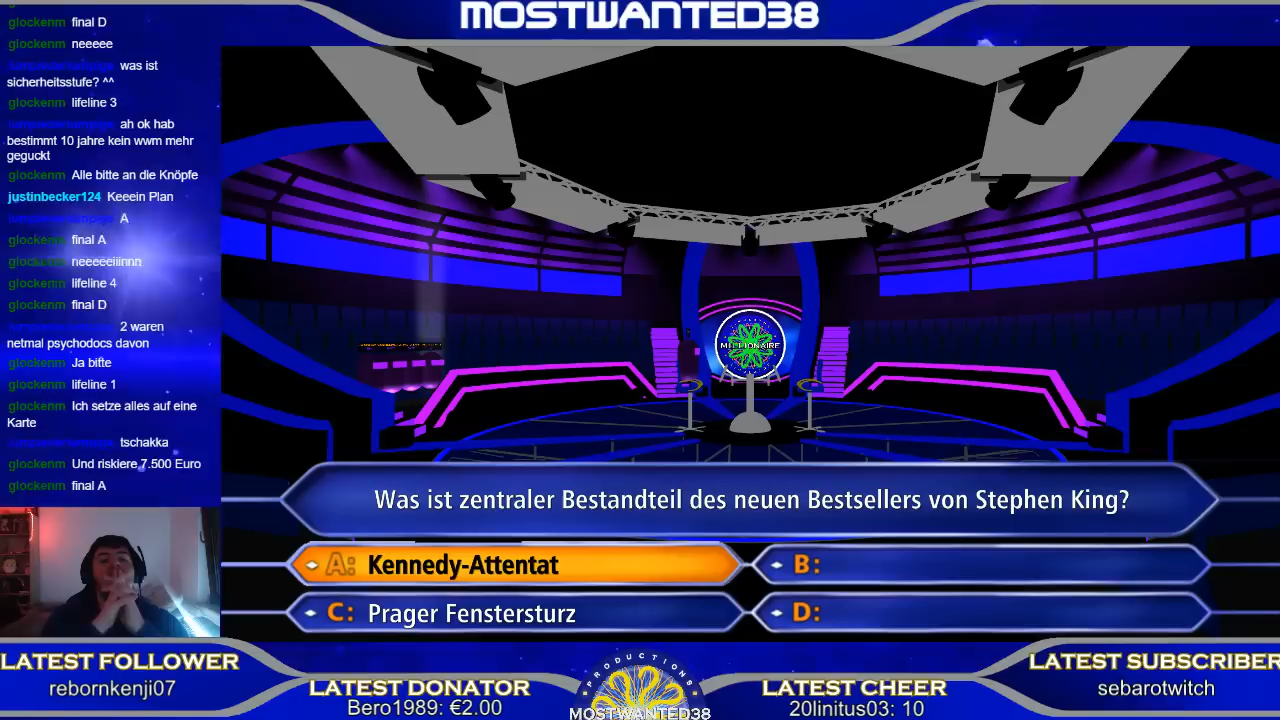 MOSTWANTED38
glockenm final D
glockenm neeeee
was ist
sicherheitsstufe? ^^
glockenm lifeline 3
ah ok hab
bestimmt 10 jahre kein wwm mehr
geguckt
glockenm Alle bitte an die Knöpfe
justinbecker124 Keeein Plan
A
glockenm final A
glockenm neeeeeiiinnn
glockenm lifeline 4
glockenm final D
2 waren
netmal psychodocs davon
glockenm Ja bitte
glockenm lifeline 1
glockenm Ich setze alles auf eine
Karte
tschakka
glockenm Und riskiere 7.500 Euro
glockenm final A
MILLIONAIRE
Was ist zentraler Bestandteil des neuen Bestsellers von Stephen King?
A: Kennedy-Attentat
B:
C: Prager Fenstersturz
D:
LATEST FOLLOWER
rebornkenji07
LATEST DONATOR
Bero1989: €2.00
PRODUCTIONS
MOSTWANTED38
LATEST CHEER
20linitus03: 10
LATEST SUBSCRIBER
sebarotwitch